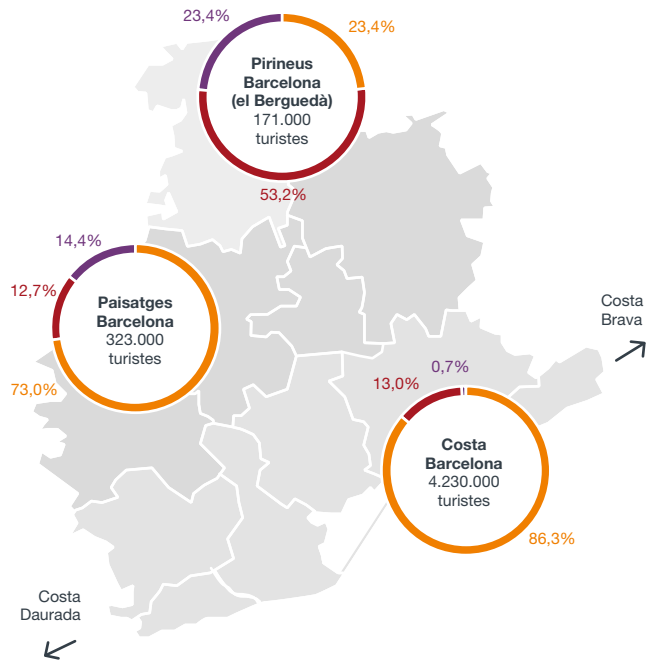 23,4%
23,4%
Pirineus
Barcelona
(el Berguedà)
171.000
turistes
53,2%
14,4%
12,7%
Paisatges
Barcelona
323.000
turistes
73,0%
Costa
Brava
0,7%
13,0%
Costa
Barcelona
4.230.000
turistes
86,3%
Costa
Daurada